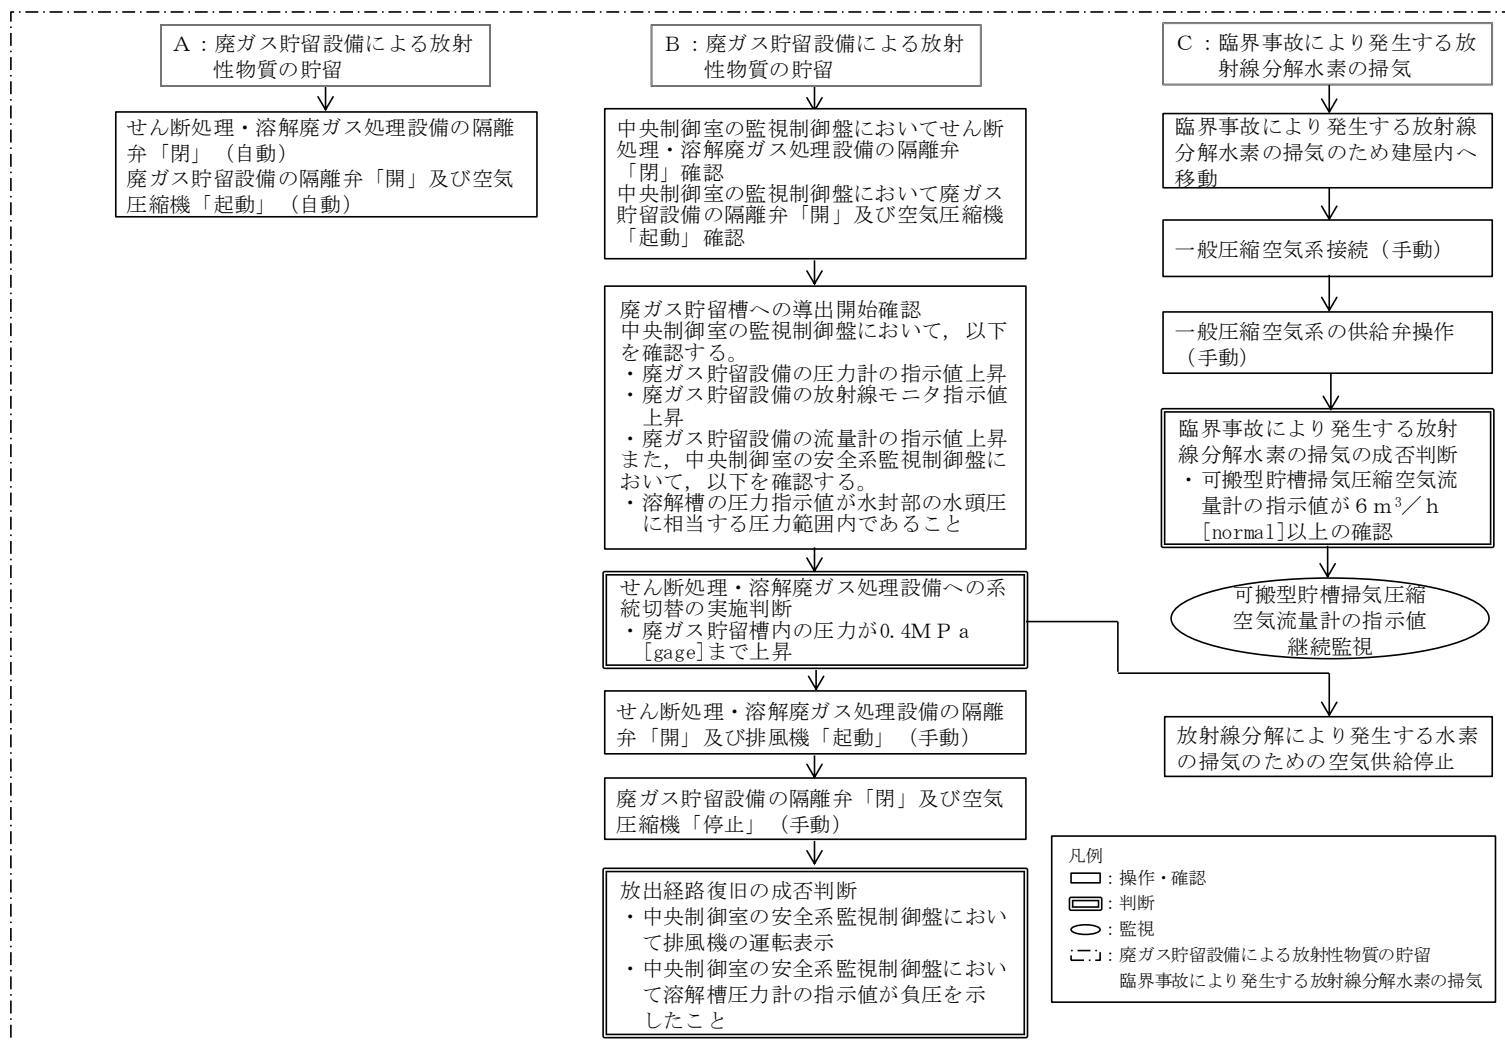 A：廃ガス貯留設備による放射
性物質の貯留
せん断処理・溶解廃ガス処理設備の隔離
弁「閉」（自動）
廃ガス貯留設備の隔離弁「開」及び空気
圧縮機「起動」（自動）
B：廃ガス貯留設備による放射
性物質の貯留
中央制御室の監視制御盤においてせん断
処理・溶解廃ガス処理設備の隔離弁
「閉」確認
中央制御室の監視制御盤において廃ガス
貯留設備の隔離弁「開」及び空気圧縮機
「起動」確認
廃ガス貯留槽への導出開始確認
中央制御室の監視制御盤において，以下
を確認する。
・廃ガス貯留設備の圧力計の指示値上昇
・廃ガス貯留設備の放射線モニタ指示値
上昇
・廃ガス貯留設備の流量計の指示値上昇
また，中央制御室の安全系監視制御盤に
おいて，以下を確認する。
・溶解槽の圧力指示値が水封部の水頭圧
に相当する圧力範囲内であること
せん断処理・溶解廃ガス処理設備への系
統切替の実施判断
・廃ガス貯留槽内の圧力が0.4MPa
[gage]まで上昇
せん断処理・溶解廃ガス処理設備の隔離
弁「開」及び排風機「起動」（手動）
廃ガス貯留設備の隔離弁「閉」及び空気
圧縮機「停止」（手動）
放出経路復旧の成否判断
・中央制御室の安全系監視制御盤におい
て排風機の運転表示
・中央制御室の安全系監視制御盤におい
て溶解槽圧力計の指示値が負圧を示
したこと
C：臨界事故により発生する放
射線分解水素の掃気
臨界事故により発生する放射線
分解水素の掃気のため建屋内へ
移動
一般圧縮空気系接続（手動）
一般圧縮空気系の供給弁操作
（手動）
臨界事故により発生する放射
線分解水素の掃気の成否判断
・可搬型貯槽掃気圧縮空気流
量計の指示値が6m³／h
[normal]以上の確認
可搬型貯槽掃気圧縮
空気流量計の指示値
継続監視
放射線分解により発生する水素
の掃気のための空気供給停止
凡例
：操作・確認
：判断
：監視
：廃ガス貯留設備による放射性物質の貯留
臨界事故により発生する放射線分解水素の掃気